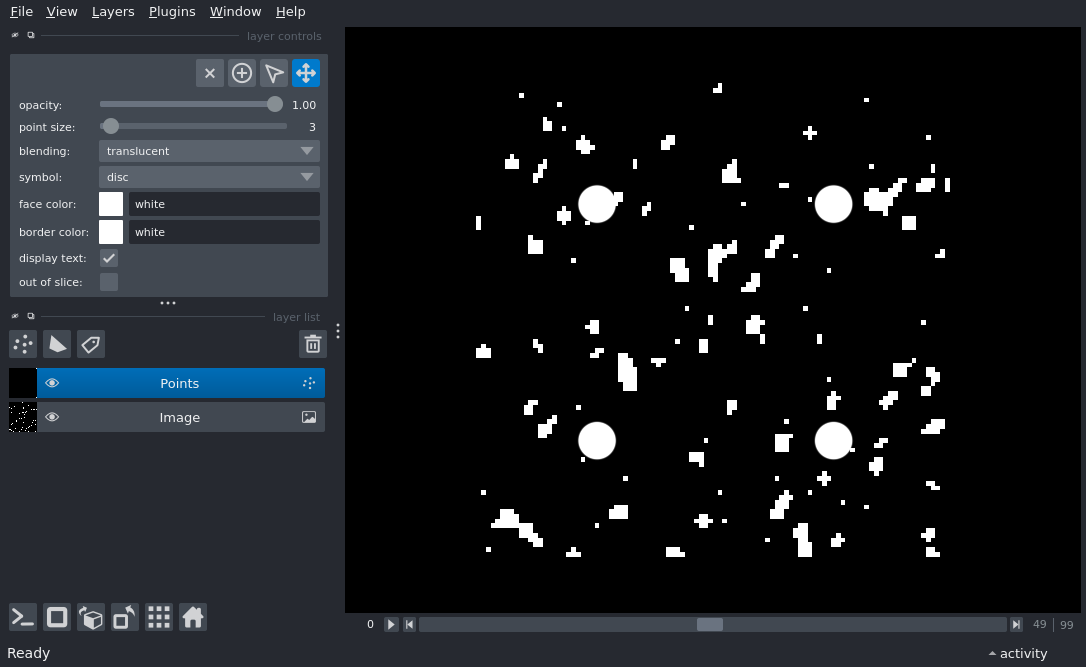 File View Layers Plugins Window Help
layer controls
opacity: 1.00
point size: 3
blending: translucent
symbol: disc
face color: white
border color: white
display text:
out of slice:
layer list
Points
Image
0 49 | 99
Ready activity